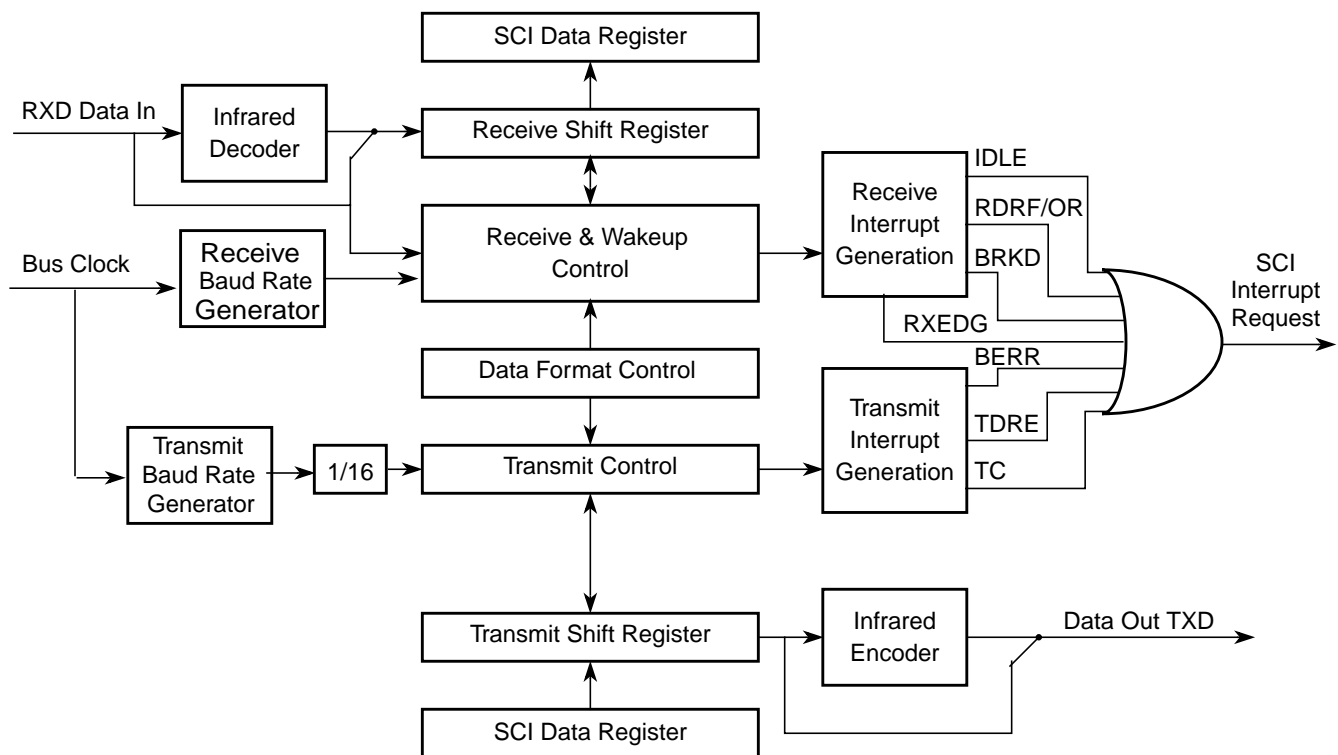 SCI Data Register
RXD Data In
Infrared
Decoder
Receive Shift Register
IDLE
Receive
Interrupt
Generation
RDRF/OR
BRKD
RXEDG
Receive & Wakeup
Control
Bus Clock
Receive
Baud Rate
Generator
SCI
Interrupt
Request
Data Format Control
BERR
Transmit
Interrupt
Generation
TDRE
TC
Transmit
Baud Rate
Generator
1/16
Transmit Control
Transmit Shift Register
Infrared
Encoder
Data Out TXD
SCI Data Register